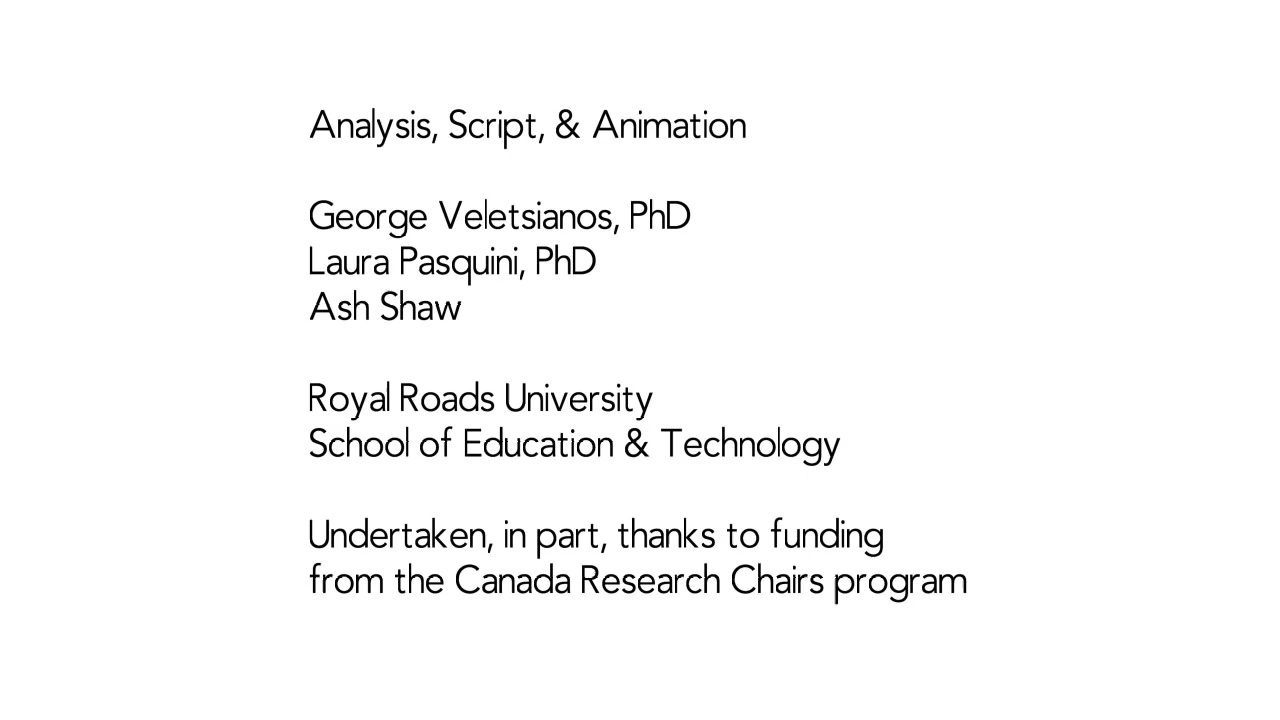 Analysis, Script, & Animation
George Veletsianos, PhD
Laura Pasquini, PhD
Ash Shaw
Royal Roads University
School of Education & Technology
Undertaken, in part, thanks to funding
from the Canada Research Chairs program